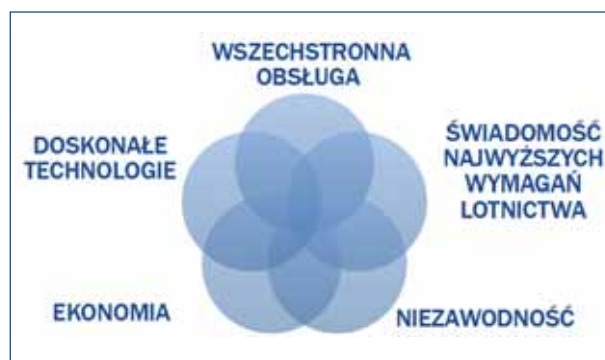 WSZECHSTRONNA
OBSŁUGA
DOSKONAŁE
TECHNOLOGIE
ŚWIADOMOŚĆ
NAJWYŻSZYCH
WYMAGAŃ
LOTNICTWA
EKONOMIA
NIEZAWODNOŚĆ